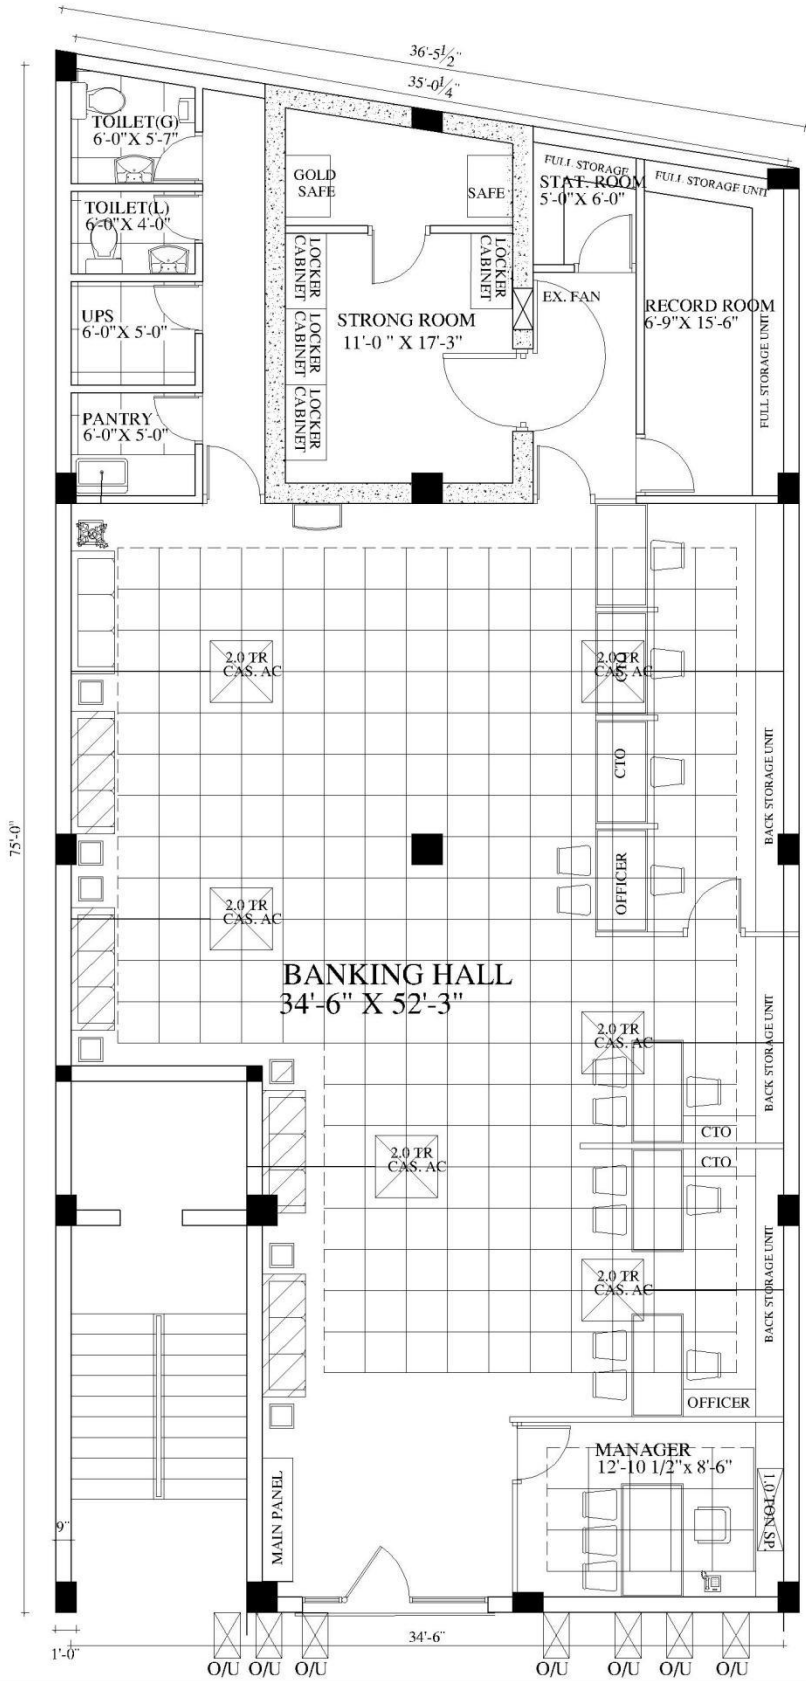 36'-5½"
35'-0¼"
TOILET(G)
6'-0"X 5'-7"
GOLD
SAFE
SAFE
FULL STORAGE
STAT. ROOM
5'-0"X 6'-0"
FULL STORAGE UNIT
TOILET(L)
6'-0"X 4'-0"
LOCKER
CABINET
LOCKER
CABINET
EX. FAN
UPS
6'-0"X 5'-0"
STRONG ROOM
11'-0 " X 17'-3"
RECORD ROOM
6'-9"X 15'-6"
LOCKER
CABINET
FULL STORAGE UNIT
PANTRY
6'-0"X 5'-0"
LOCKER
CABINET
2.0 TR
CAS. AC
2.0 TR
CAS. AC
CTO
CTO
BACK STORAGE UNIT
75'-0"
OFFICER
2.0 TR
CAS. AC
BANKING HALL
34'-6" X 52'-3"
2.0 TR
CAS. AC
BACK STORAGE UNIT
CTO
2.0 TR
CAS. AC
CTO
2.0 TR
CAS. AC
BACK STORAGE UNIT
OFFICER
MANAGER
12'-10 1/2"x 8'-6"
MAIN PANEL
1.0 TON SP.
9"
1'-0"
34'-6"
O/U
O/U
O/U
O/U
O/U
O/U
O/U